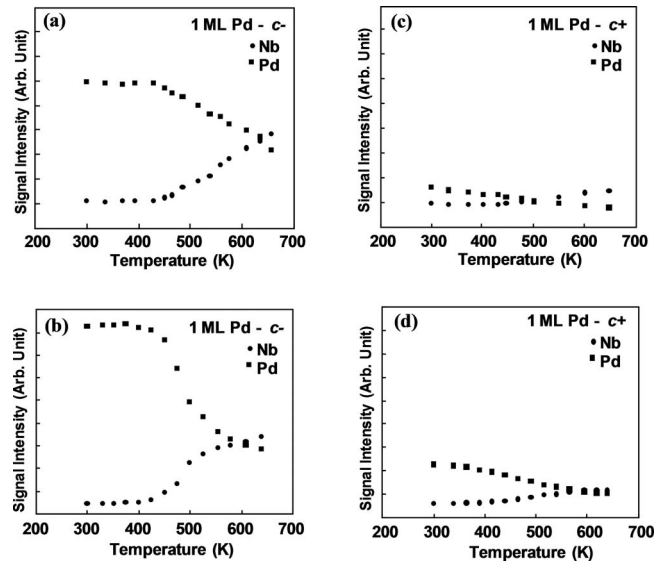 (a)
1 ML Pd - c-
Nb
Pd
Signal Intensity (Arb. Unit)
200 300 400 500 600 700
Temperature (K)
(c)
1 ML Pd - c+
Nb
Pd
Signal Intensity (Arb. Unit)
200 300 400 500 600 700
Temperature (K)
(b)
1 ML Pd - c-
Nb
Pd
Signal Intensity (Arb. Unit)
200 300 400 500 600 700
Temperature (K)
(d)
1 ML Pd - c+
Nb
Pd
Signal Intensity (Arb. Unit)
200 300 400 500 600 700
Temperature (K)